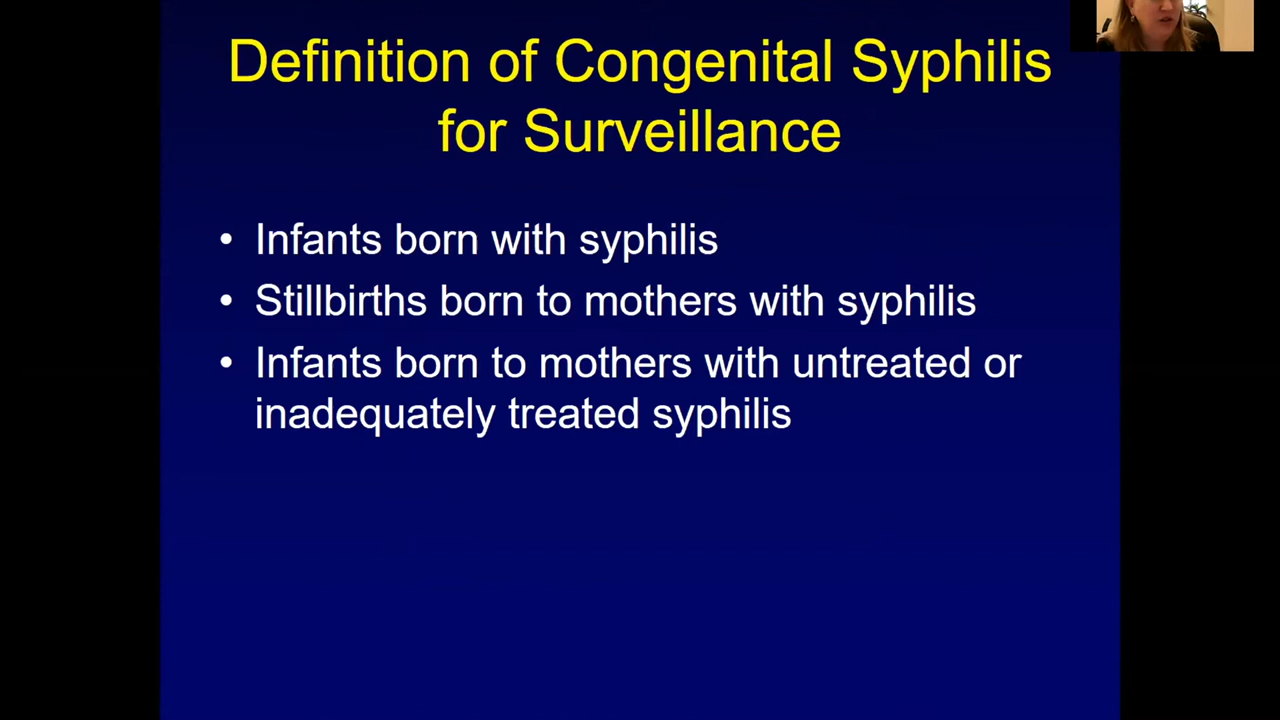 Definition of Congenital Syphilis
for Surveillance
• Infants born with syphilis
• Stillbirths born to mothers with syphilis
• Infants born to mothers with untreated or
inadequately treated syphilis